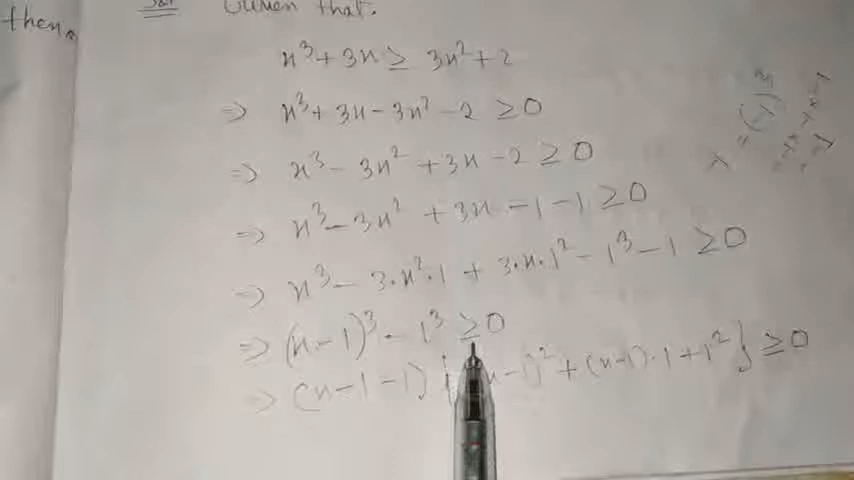 then,
Given that.
x³+3x ≥ 3x²+2
=> x³+3x-3x²-2 ≥0
=> x³-3x²+3x-2 ≥0
=> x³-3x²+3x-1-1 ≥0
=> x³-3·x²·1+3·x·1²-1³-1 ≥0
=> (x-1)³-1³ ≥0
=> (x-1-1) {(x-1)²+(x-1)·1+1²} ≥0